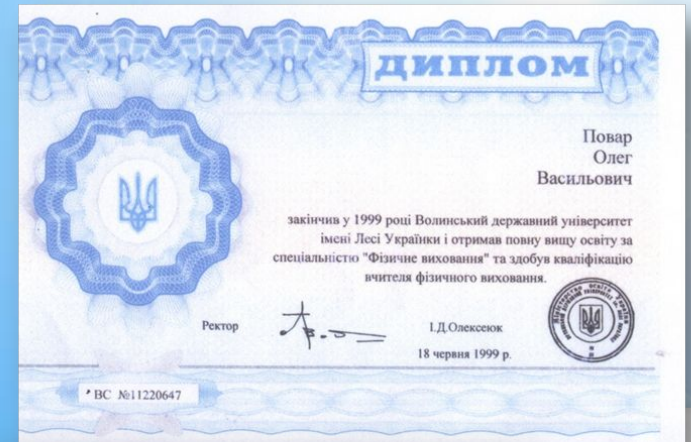 ДИПЛОМ
Повар
Олег
Васильович
закінчив у 1999 році Волинський державний університет
імені Лесі Українки і отримав повну вищу освіту за
спеціальністю "Фізичне виховання" та здобув кваліфікацію
вчителя фізичного виховання.
Ректор
І.Д.Олексеюк
18 червня 1999 р.
ВС №11220647